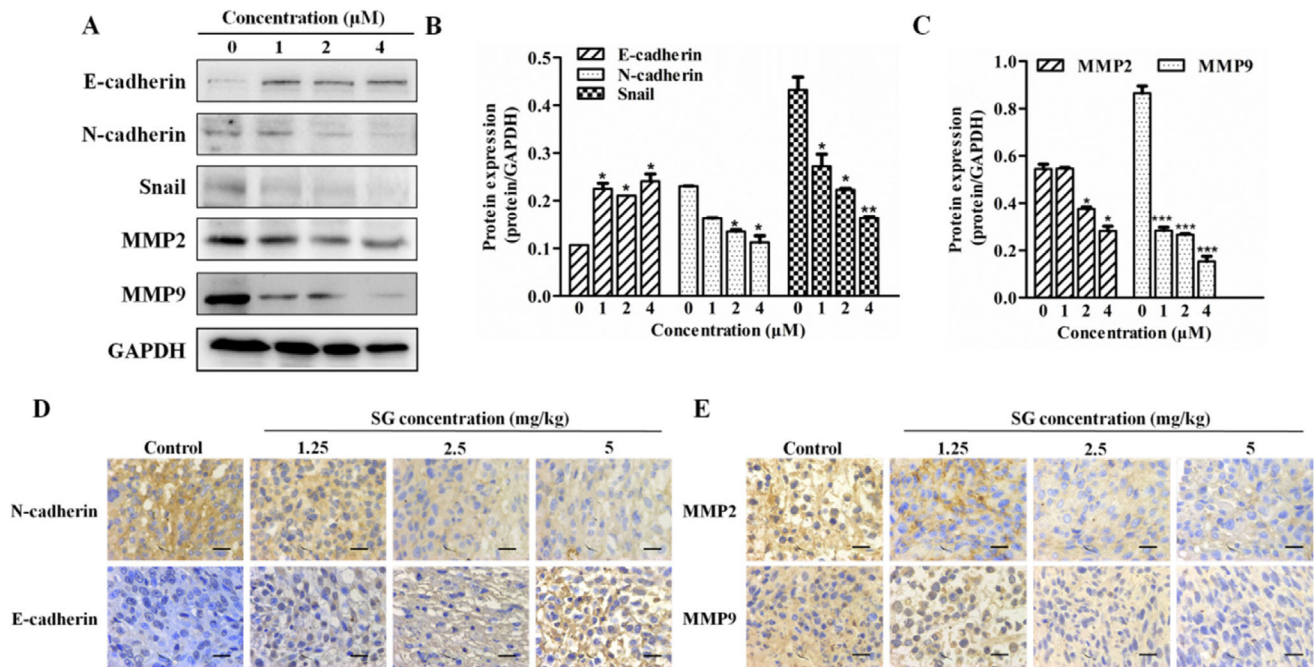 A
Concentration (µM)
0 1 2 4
E-cadherin
N-cadherin
Snail
MMP2
MMP9
GAPDH
B
E-cadherin
N-cadherin
Snail
Protein expression
(protein/GAPDH)
0.5
0.4
0.3
0.2
0.1
0.0
* * * * * * * **
0 1 2 4 0 1 2 4 0 1 2 4
Concentration (µM)
C
MMP2 MMP9
Protein expression
(protein/GAPDH)
1.0
0.8
0.6
0.4
0.2
0.0
* * *** *** ***
0 1 2 4 0 1 2 4
Concentration (µM)
D
SG concentration (mg/kg)
Control 1.25 2.5 5
N-cadherin
E-cadherin
E
SG concentration (mg/kg)
Control 1.25 2.5 5
MMP2
MMP9